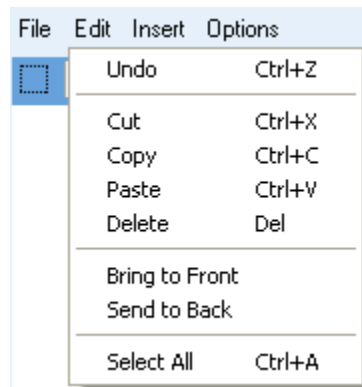 File Edit Insert Options
Undo Ctrl+Z
Cut Ctrl+X
Copy Ctrl+C
Paste Ctrl+V
Delete Del
Bring to Front
Send to Back
Select All Ctrl+A